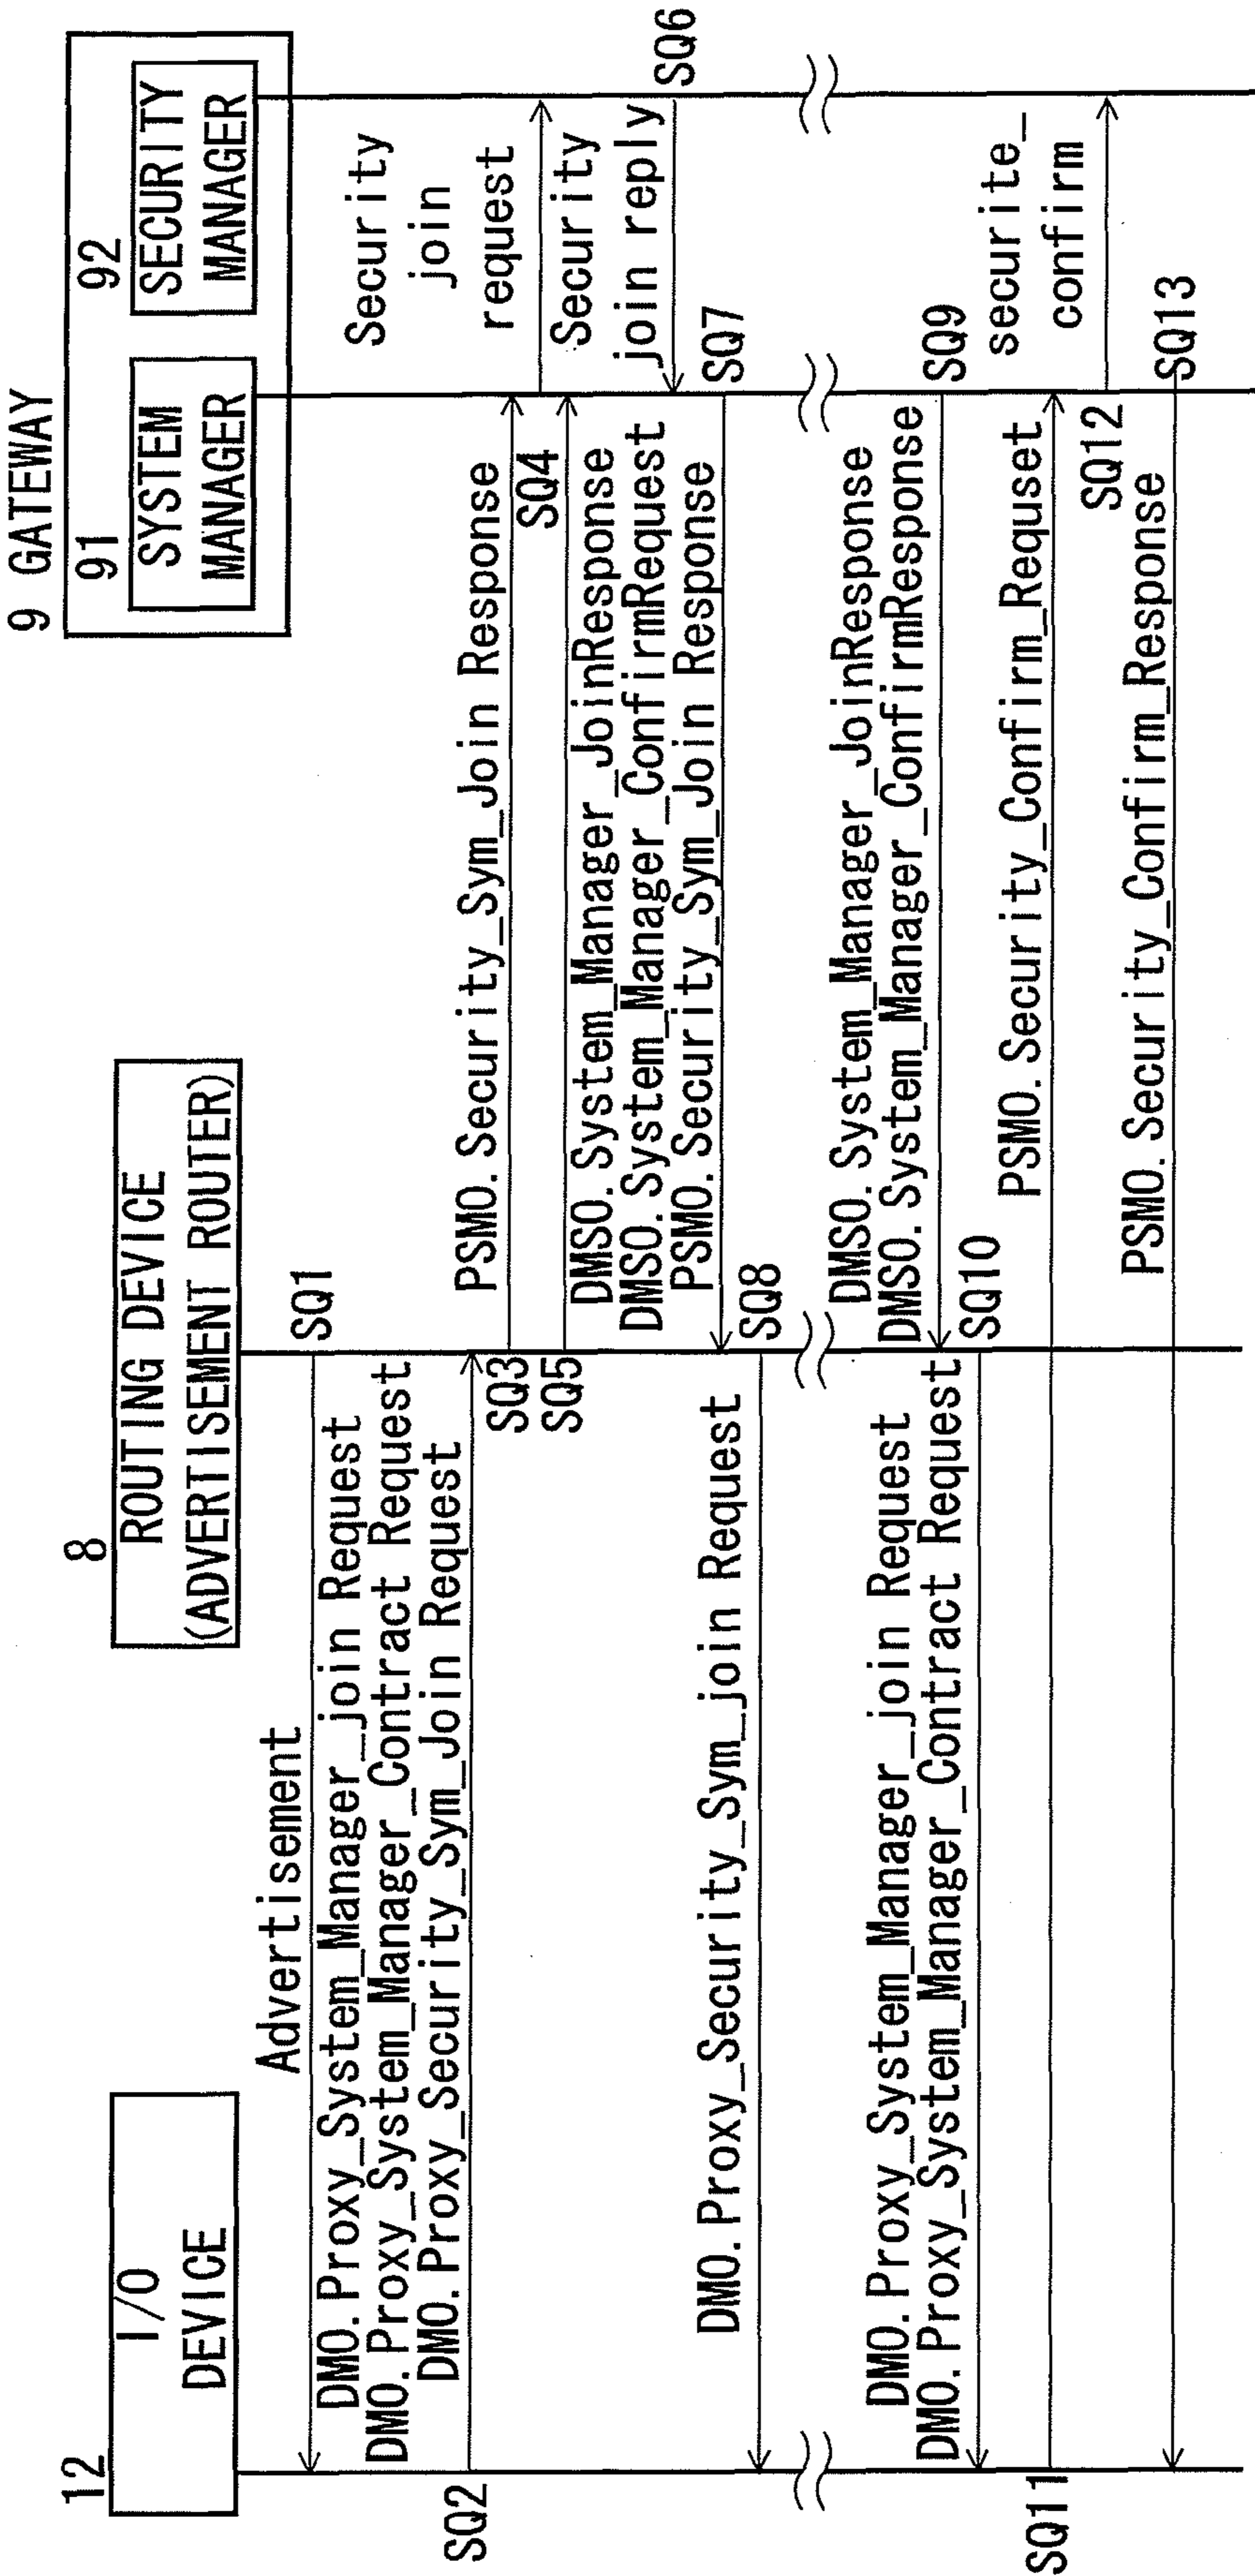 9 GATEWAY
12
I/O
DEVICE
8
ROUTING DEVICE
(ADVERTISEMENT ROUTER)
91
SYSTEM
MANAGER
92
SECURITY
MANAGER
Advertisement
SQ1
DMO.Proxy_System_Manager_join Request
DMO.Proxy_System_Manager_Contract Request
DMO.Proxy_Security_Sym_Join Request
SQ2
PSMO.Security_Sym_Join Response
SQ3
Security
join
request
SQ4
SQ5
DMSO.System_Manager_JoinResponse
DMSO.System_Manager_ConfirmRequest
PSMO.Security_Sym_Join Response
Security
join reply
SQ6
SQ7
DMO.Proxy_Security_Sym_join Request
SQ8
DMSO.System_Manager_JoinResponse
DMSO.System_Manager_ConfirmResponse
SQ9
DMO.Proxy_System_Manager_join Request
DMO.Proxy_System_Manager_Contract Request
SQ10
PSMO.Security_Confirm_Requset
SQ11
securite_
confirm
SQ12
PSMO.Security_Confirm_Response
SQ13